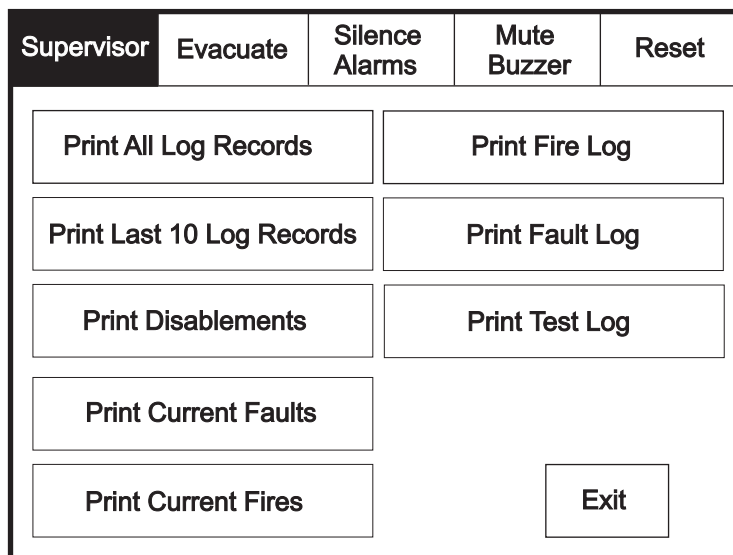 Supervisor
Evacuate
Silence
Alarms
Mute
Buzzer
Reset
Print All Log Records
Print Fire Log
Print Last 10 Log Records
Print Fault Log
Print Disablements
Print Test Log
Print Current Faults
Print Current Fires
Exit